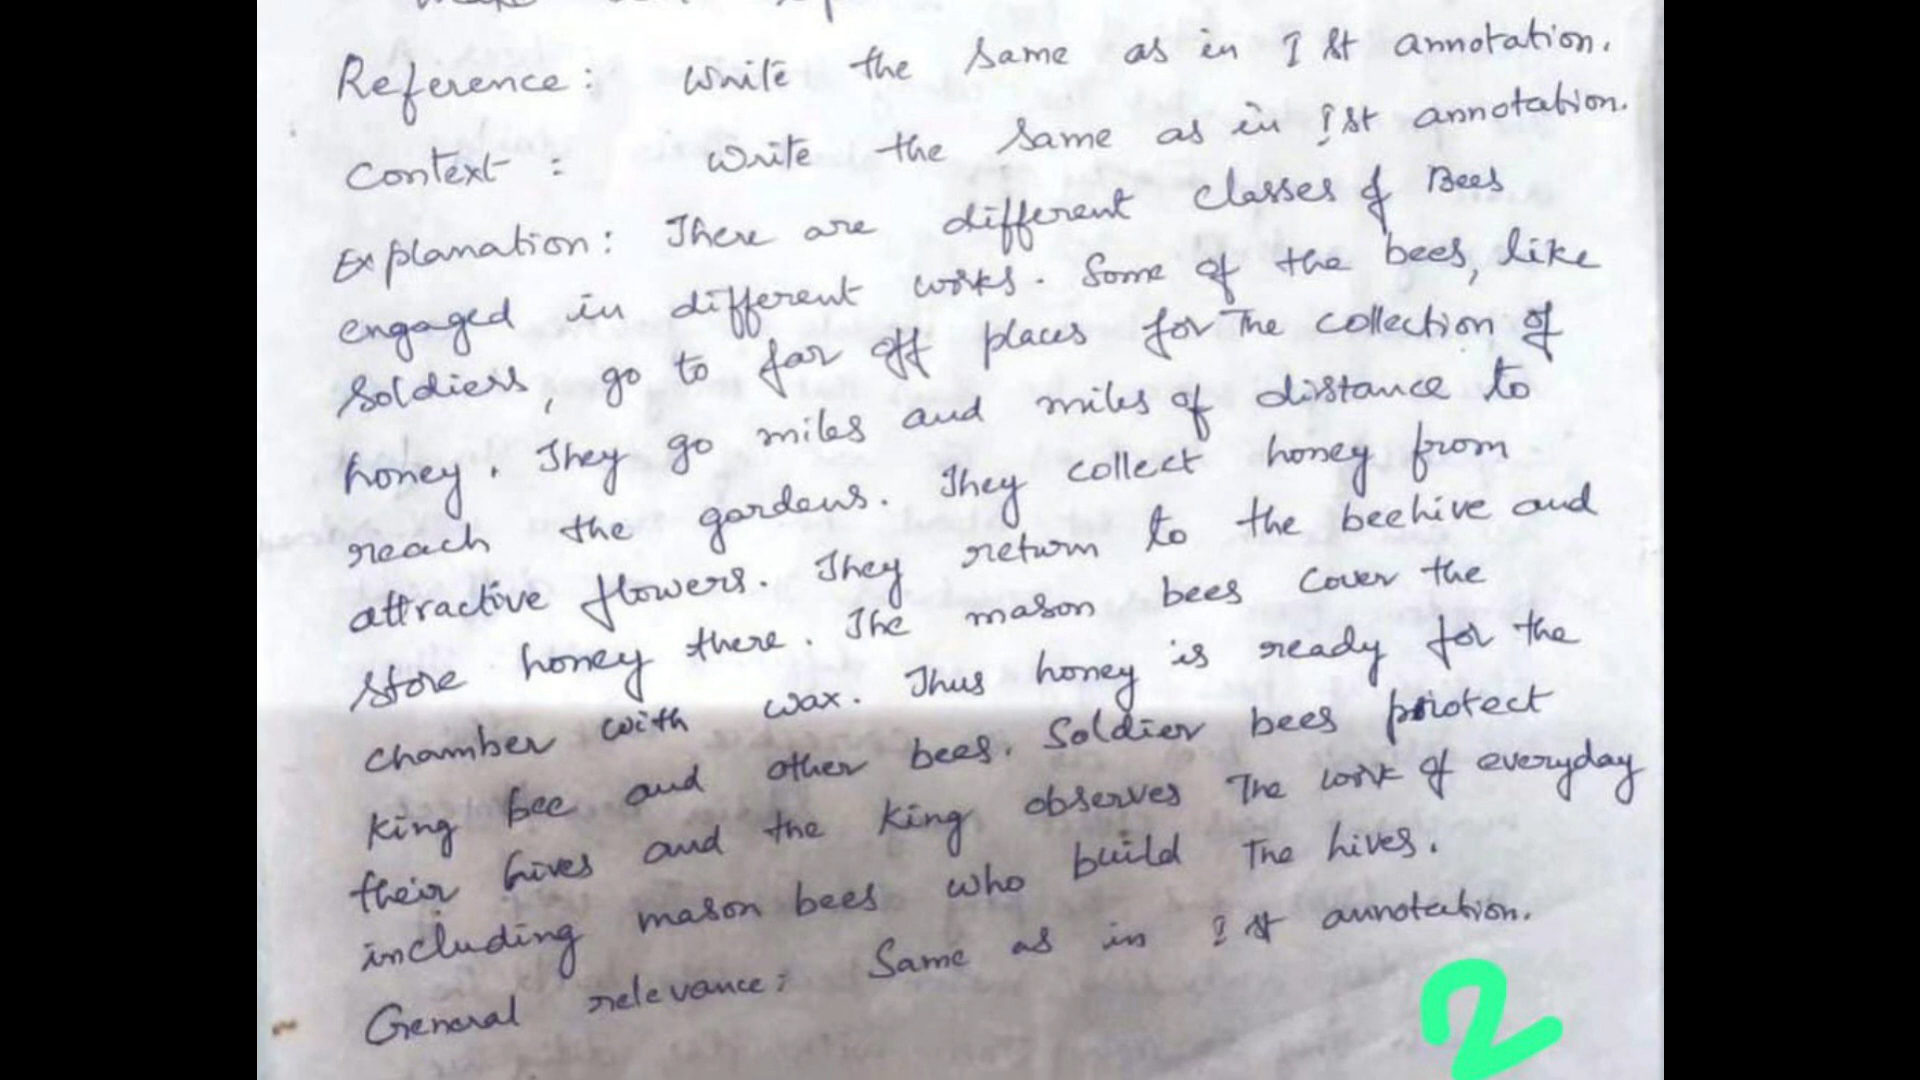 Reference: Write the same as in I st annotation.
Context: Write the same as in I st annotation.
Explanation: There are different classes of Bees
engaged in different works. Some of the bees, like
soldiers, go to far off places for The collection of
honey. They go miles and miles of distance to
reach the gardens. They collect honey from
attractive flowers. They return to the beehive and
store honey there. The mason bees cover the
chamber with wax. Thus honey is ready for the
king bee and other bees. Soldier bees protect
their hives and the king observes The work of everyday
including mason bees who build The hives.
General relevance: Same as in I st annotation.
2